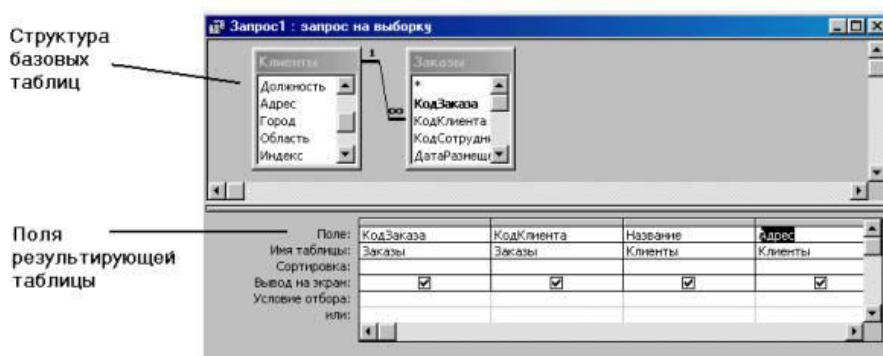 Структура
базовых
таблиц
Запрос1 : запрос на выборку
Клиенты
Должность
Адрес
Город
Область
Индекс
1
∞
Заказы
*
КодЗаказа
КодКлиента
КодСотрудн
ДатаРазмещ
Поля
результирующей
таблицы
Поле: КодЗаказа КодКлиента Название Адрес
Имя таблицы: Заказы Заказы Клиенты Клиенты
Сортировка:
Вывод на экран:
Условие отбора:
или: